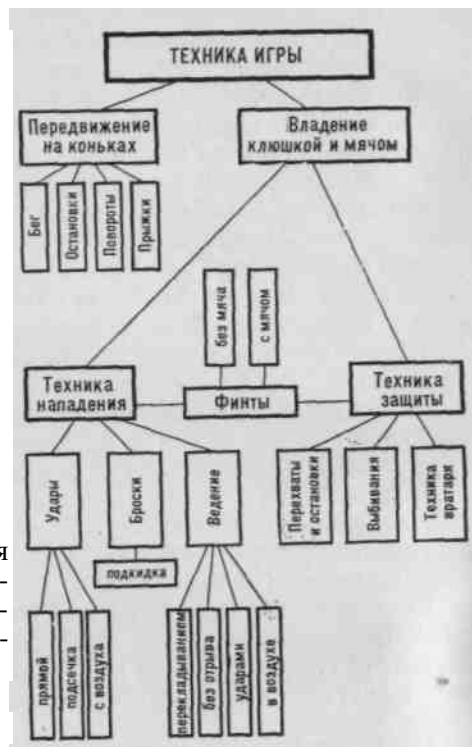 ТЕХНИКА ИГРЫ
Передвижение
на коньках
Владение
клюшкой и мячом
Бег
Остановки
Повороты
Прыжки
без мяча
с мячом
Техника
нападения
Финты
Техника
защиты
Удары
Броски
Ведение
Перехваты
и остановки
Выбивания
Техника
вратаря
я
-
-
-
подкидка
прямой
подсечка
с воздуха
перекладыванием
без отрыва
ударами
в воздухе